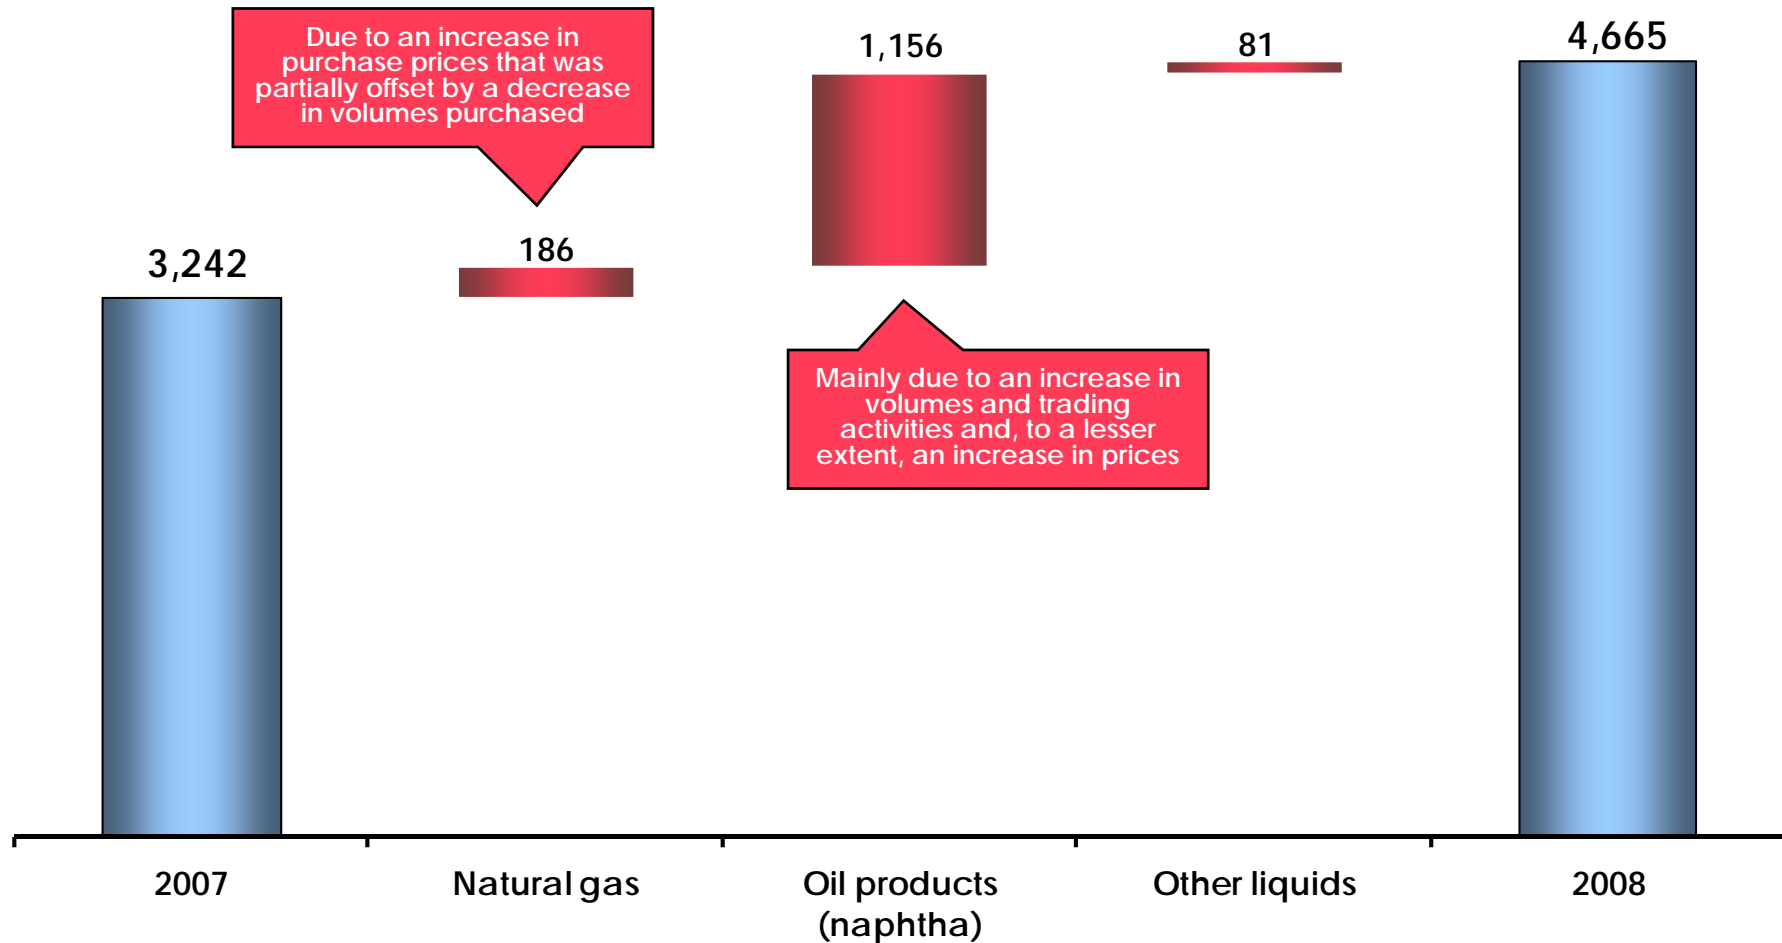 Due to an increase in
purchase prices that was
partially offset by a decrease
in volumes purchased
1,156
81
4,665
3,242
186
Mainly due to an increase in
volumes and trading
activities and, to a lesser
extent, an increase in prices
2007
Natural gas
Oil products
(naphtha)
Other liquids
2008